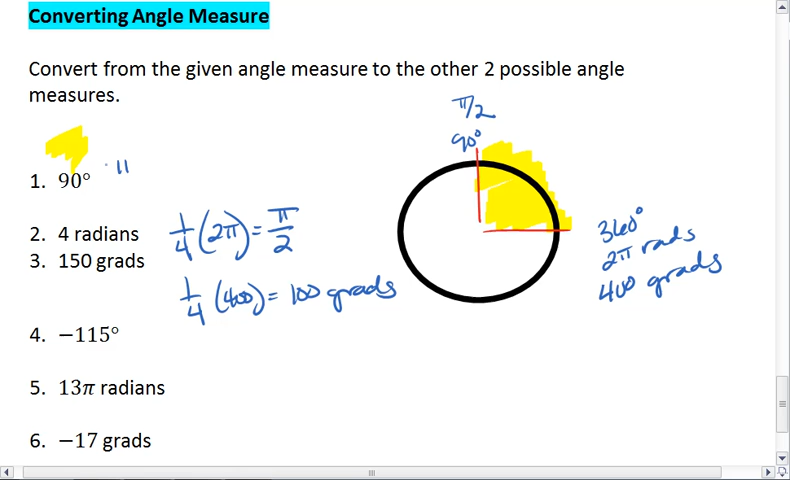 Converting Angle Measure
Convert from the given angle measure to the other 2 possible angle
measures.
π/2
90°
1. 90°
2. 4 radians
3. 150 grads
1/4 (2π) = π/2
1/4 (400) = 100 grads
360°
2π rads
400 grads
4. −115°
5. 13π radians
6. −17 grads